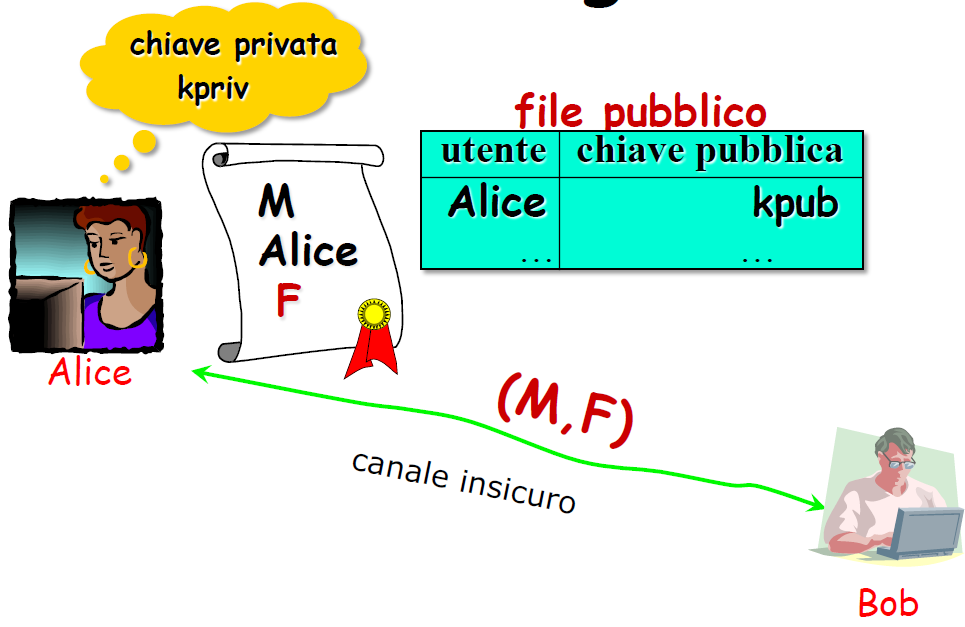 chiave privata
kpriv
file pubblico
utente chiave pubblica
Alice kpub
... ...
M
Alice
F
Alice
(M,F)
canale insicuro
Bob